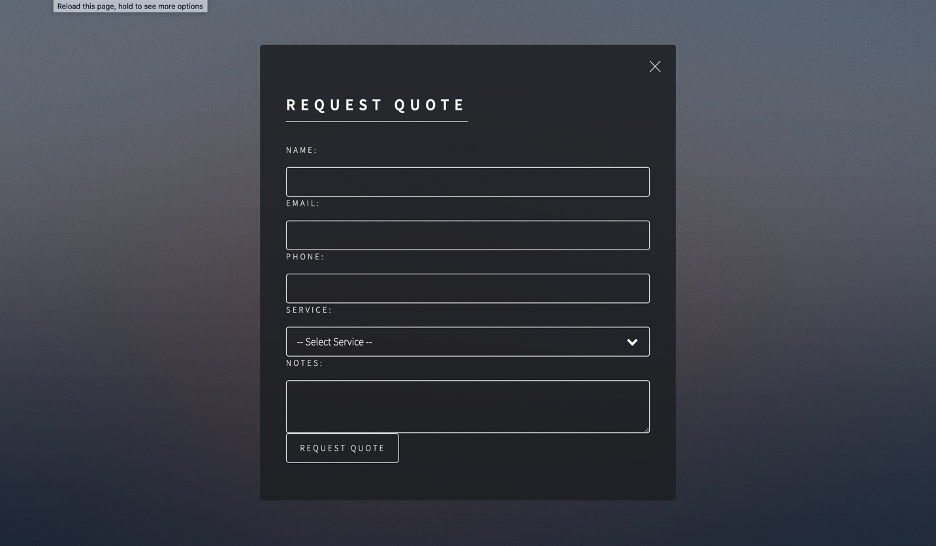 Reload this page, hold to see more options
REQUEST QUOTE
NAME:
EMAIL:
PHONE:
SERVICE:
-- Select Service --
NOTES:
REQUEST QUOTE